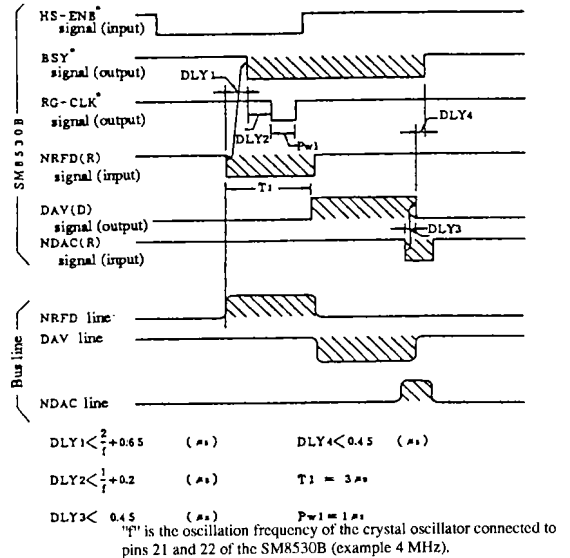 HS-ENB*
signal (input)
BSY*
signal (output)
DLY1
RG-CLK*
signal (output)
DLY4
DLY2
Pw1
NRFD(R)
signal (input)
T1
DAV(D)
signal (output)
DLY3
NDAC(R)
signal (input)
SM8530B
NRFD line
DAV line
NDAC line
Bus line
DLY1<2/f+0.65 (μs) DLY4<0.45 (μs)
DLY2<1/f+0.2 (μs) T1 = 3μs
DLY3< 0.45 (μs) Pw1=1μs
"f" is the oscillation frequency of the crystal oscillator connected to
pins 21 and 22 of the SM8530B (example 4 MHz).